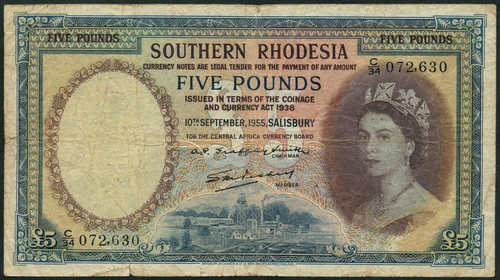 FIVE POUNDS
SOUTHERN RHODESIA
FIVE POUNDS
CURRENCY NOTES ARE LEGAL TENDER FOR THE PAYMENT OF ANY AMOUNT
C/34 072,630
FIVE POUNDS
ISSUED IN TERMS OF THE COINAGE
AND CURRENCY ACT 1938
10TH SEPTEMBER, 1955, SALISBURY
FOR THE CENTRAL AFRICA CURRENCY BOARD
CHAIRMAN
MEMBER
£5
C/34 072,630
£5